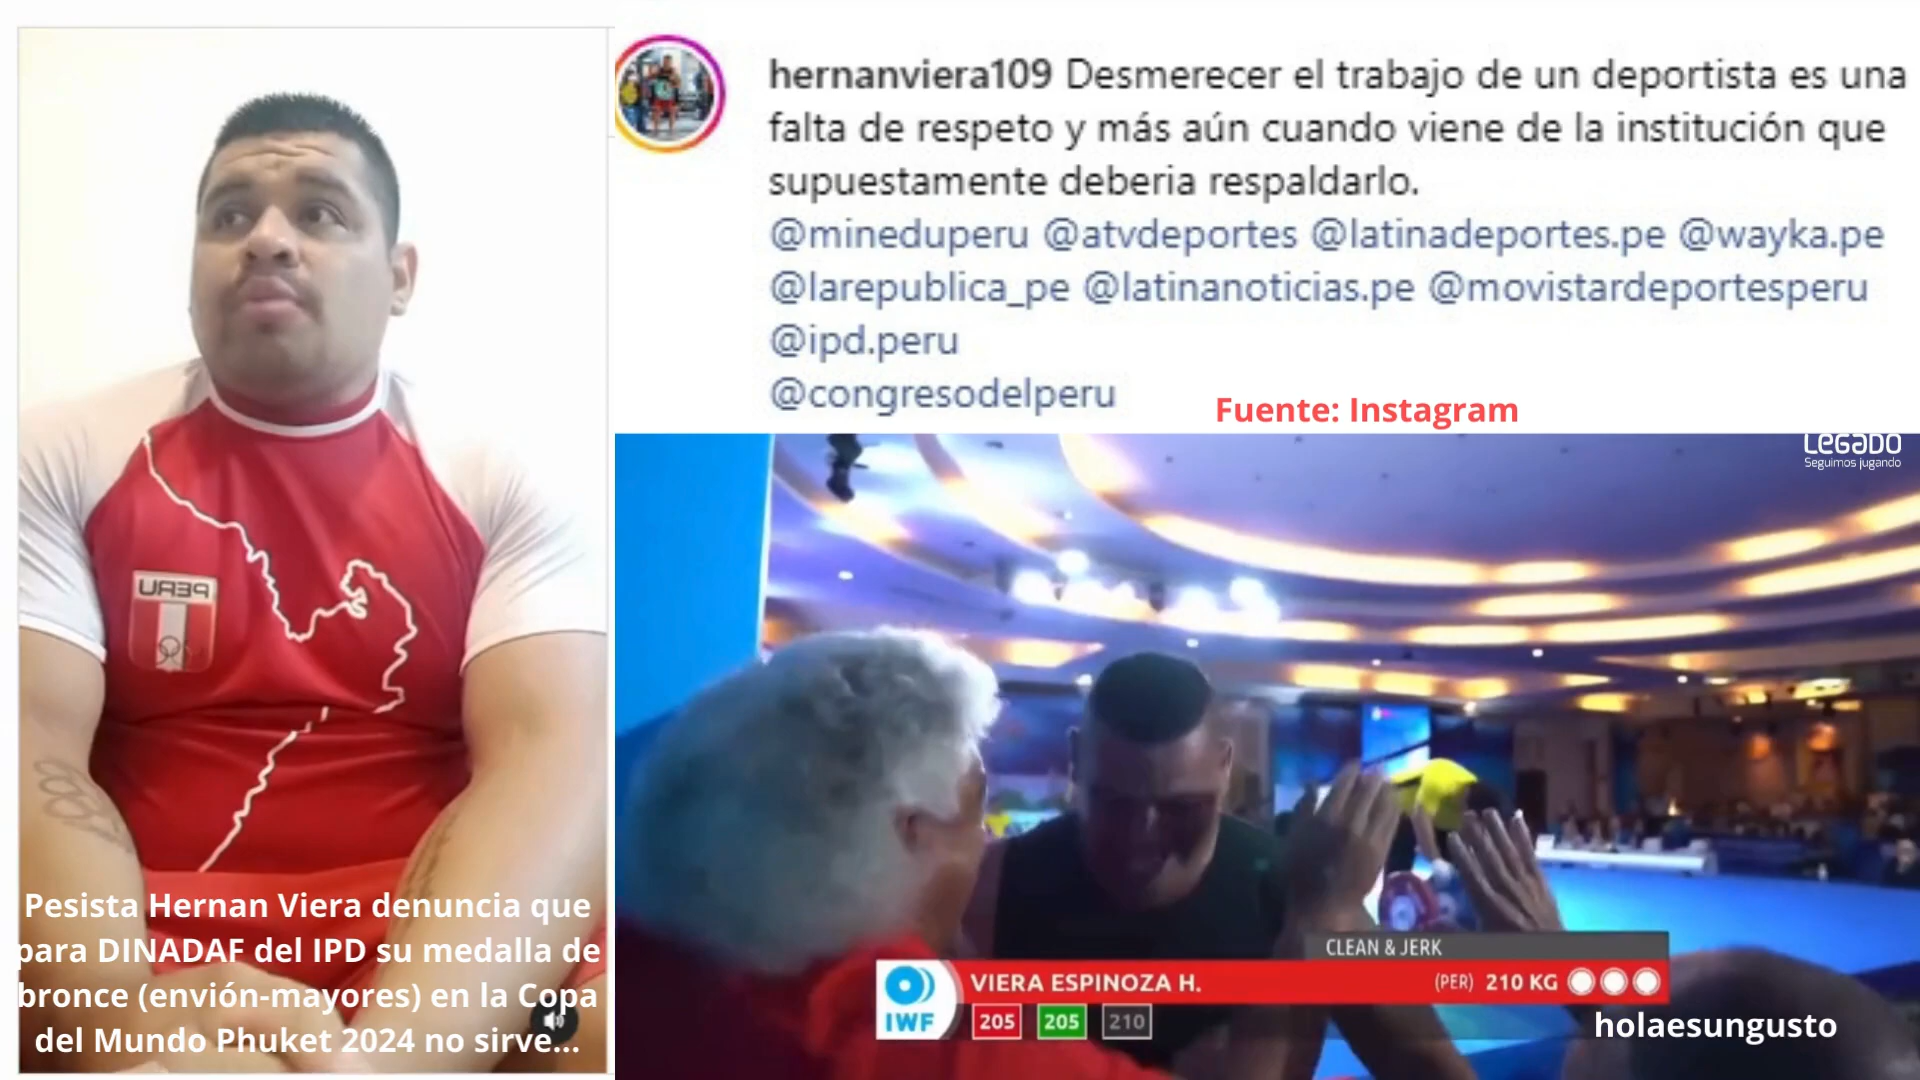 hernanviera109 Desmerecer el trabajo de un deportista es una
falta de respeto y más aún cuando viene de la institución que
supuestamente deberia respaldarlo.
@mineduperu @atvdeportes @latinadeportes.pe @wayka.pe
@larepublica_pe @latinanoticias.pe @movistardeportesperu
@ipd.peru
@congresodelperu
Fuente: Instagram
LEGADO
Seguimos jugando
PERU
Pesista Hernan Viera denuncia que
para DINADAF del IPD su medalla de
bronce (envión-mayores) en la Copa
del Mundo Phuket 2024 no sirve...
CLEAN & JERK
VIERA ESPINOZA H. (PER) 210 KG
IWF 205 205 210
holaesungusto